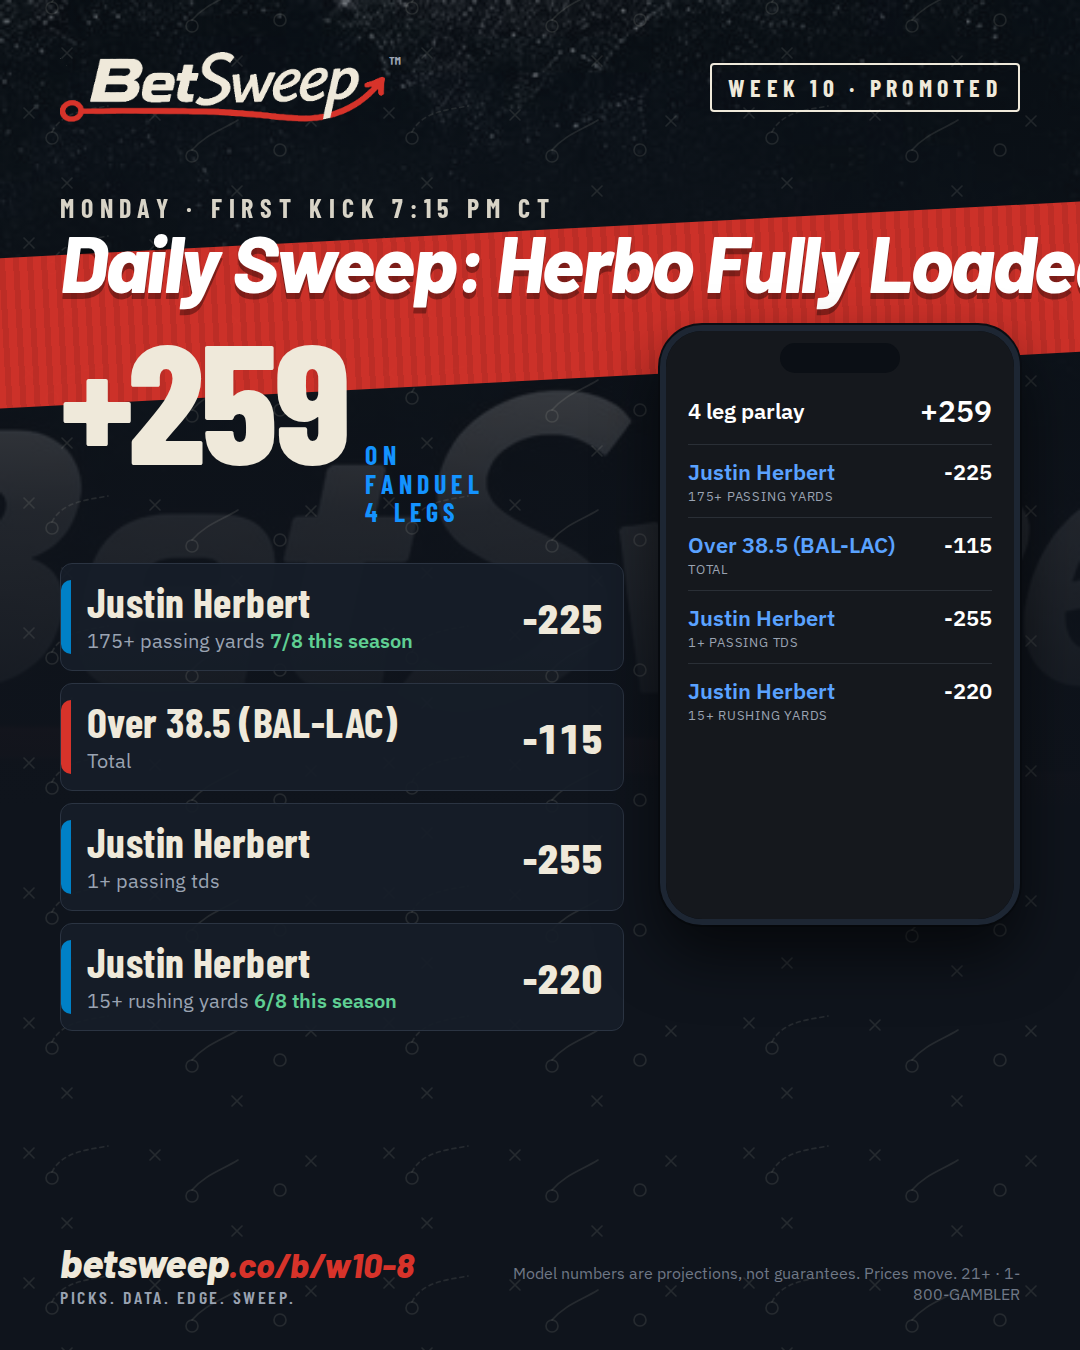 BetSweep™
WEEK 10 · PROMOTED
MONDAY · FIRST KICK 7:15 PM CT
Daily Sweep: Herbo Fully Loade
+259
ON
FANDUEL
4 LEGS
Justin Herbert
175+ passing yards 7/8 this season
-225
Over 38.5 (BAL-LAC)
Total
-115
Justin Herbert
1+ passing tds
-255
Justin Herbert
15+ rushing yards 6/8 this season
-220
4 leg parlay +259
Justin Herbert -225
175+ PASSING YARDS
Over 38.5 (BAL-LAC) -115
TOTAL
Justin Herbert -255
1+ PASSING TDS
Justin Herbert -220
15+ RUSHING YARDS
betsweep.co/b/w10-8
PICKS. DATA. EDGE. SWEEP.
Model numbers are projections, not guarantees. Prices move. 21+ · 1-
800-GAMBLER